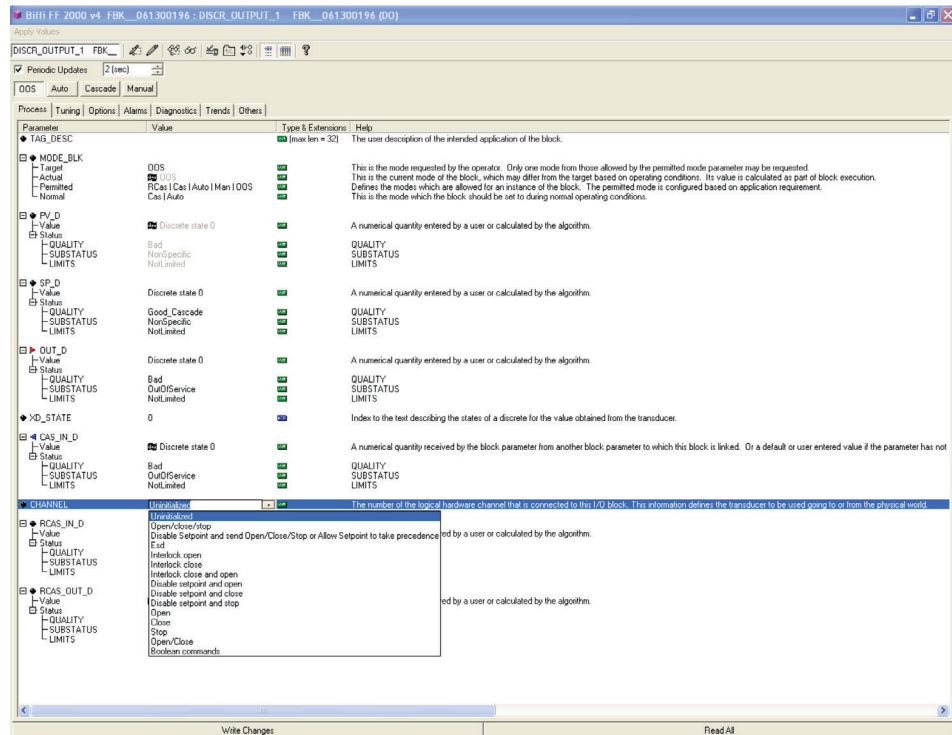 Biffi FF 2000 v4 FBK__061300196 : DISCR_OUTPUT_1 FBK__061300196 (DO)
Apply Values
DISCR_OUTPUT_1 FBK__
Periodic Updates 2 (sec)
OOS Auto Cascade Manual
Process Tuning Options Alarms Diagnostics Trends Others
Parameter Value Type & Extensions Help
TAG_DESC (max len = 32) The user description of the intended application of the block.
MODE_BLK
Target OOS This is the mode requested by the operator. Only one mode from those allowed by the permitted mode parameter may be requested.
Actual OOS This is the current mode of the block, which may differ from the target based on operating conditions. Its value is calculated as part of block execution.
Permitted RCas | Cas | Auto | Man | OOS Defines the modes which are allowed for an instance of the block. The permitted mode is configured based on application requirement.
Normal Cas | Auto This is the mode which the block should be set to during normal operating conditions.
PV_D
Value Discrete state 0 A numerical quantity entered by a user or calculated by the algorithm.
Status
QUALITY Bad QUALITY
SUBSTATUS NonSpecific SUBSTATUS
LIMITS NotLimited LIMITS
SP_D
Value Discrete state 0 A numerical quantity entered by a user or calculated by the algorithm.
Status
QUALITY Good_Cascade QUALITY
SUBSTATUS NonSpecific SUBSTATUS
LIMITS NotLimited LIMITS
OUT_D
Value Discrete state 0 A numerical quantity entered by a user or calculated by the algorithm.
Status
QUALITY Bad QUALITY
SUBSTATUS OutOfService SUBSTATUS
LIMITS NotLimited LIMITS
XD_STATE 0 Index to the text describing the states of a discrete for the value obtained from the transducer.
CAS_IN_D
Value Discrete state 0 A numerical quantity received by the block parameter from another block parameter to which this block is linked. Or a default or user entered value if the parameter has not
Status
QUALITY Bad QUALITY
SUBSTATUS OutOfService SUBSTATUS
LIMITS NotLimited LIMITS
CHANNEL Uninitialized The number of the logical hardware channel that is connected to this I/O block. This information defines the transducer to be used going to or from the physical world.
Uninitialized
RCAS_IN_D Open/close/stop
Value Disable Setpoint and send Open/Close/Stop or Allow Setpoint to take precedence ed by a user or calculated by the algorithm.
Status Esd
QUALITY Interlock open
SUBSTATUS Interlock close
LIMITS Interlock close and open
Disable setpoint and open
RCAS_OUT_D Disable setpoint and close
Value Disable setpoint and stop ed by a user or calculated by the algorithm.
Status Open
QUALITY Close
SUBSTATUS Stop
LIMITS Open/Close
Boolean commands
Write Changes Read All